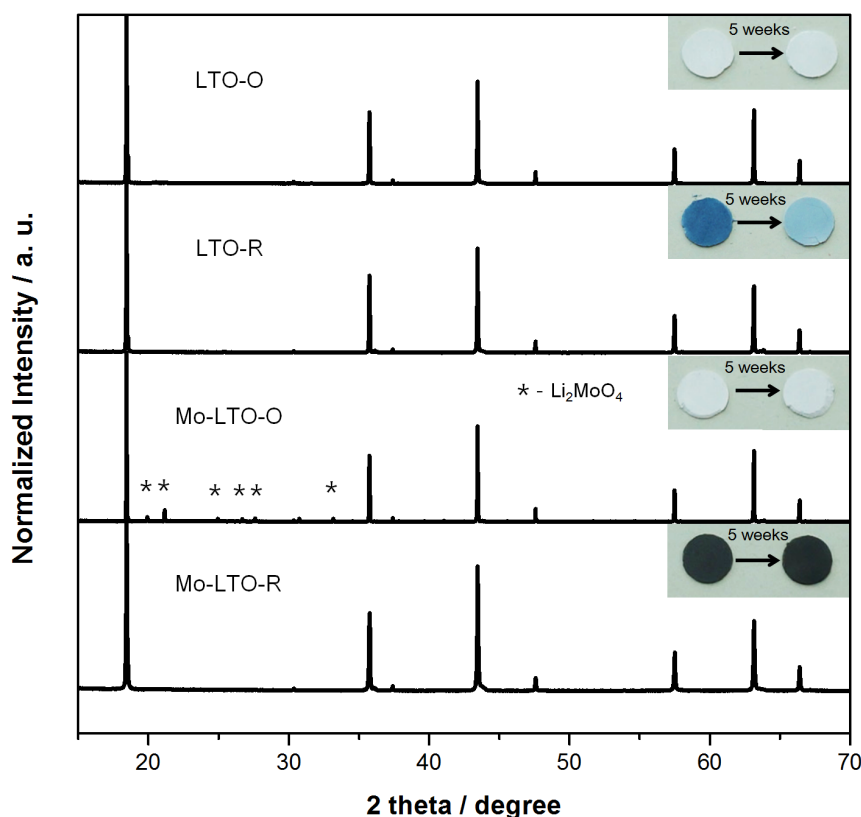 5 weeks
LTO-O
5 weeks
LTO-R
5 weeks
* - Li₂MoO₄
Mo-LTO-O
* * * * * *
5 weeks
Mo-LTO-R
Normalized Intensity / a. u.
20 30 40 50 60 70
2 theta / degree